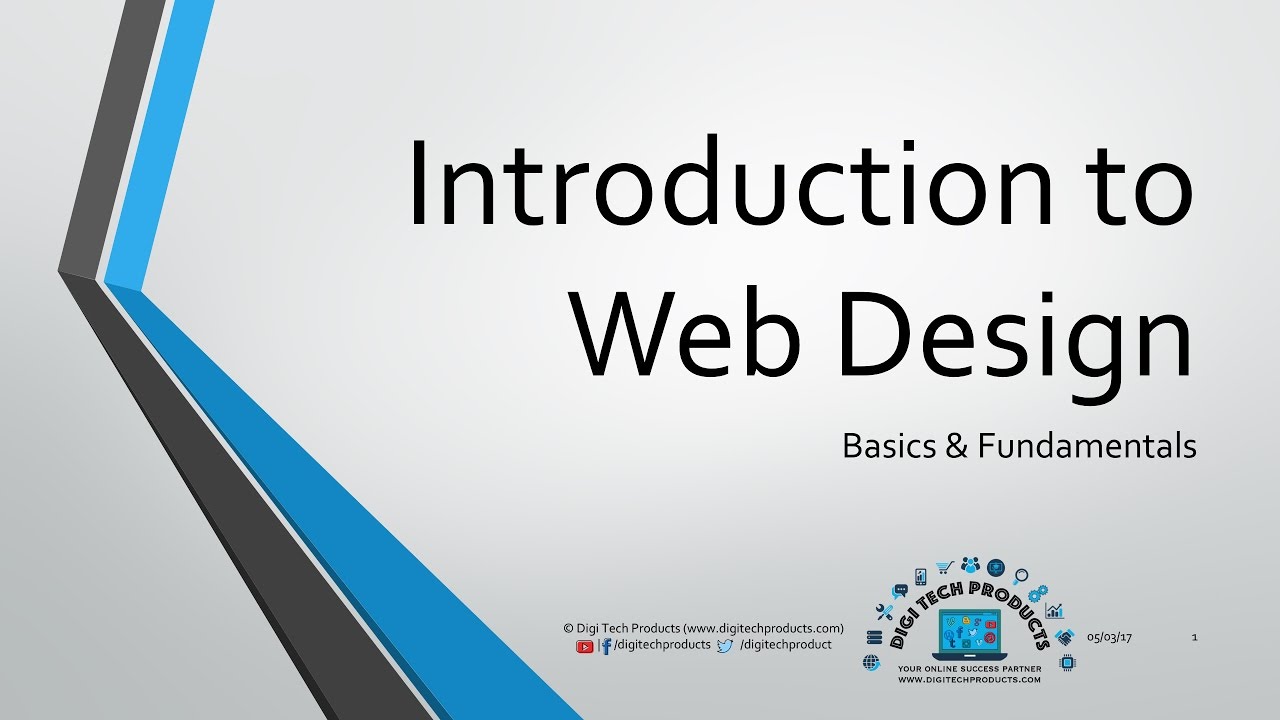 Introduction to
Web Design
Basics & Fundamentals
© Digi Tech Products (www.digitechproducts.com)
|/digitechproducts /digitechproduct
DIGI TECH PRODUCTS
YOUR ONLINE SUCCESS PARTNER
WWW.DIGITECHPRODUCTS.COM
05/03/17
1